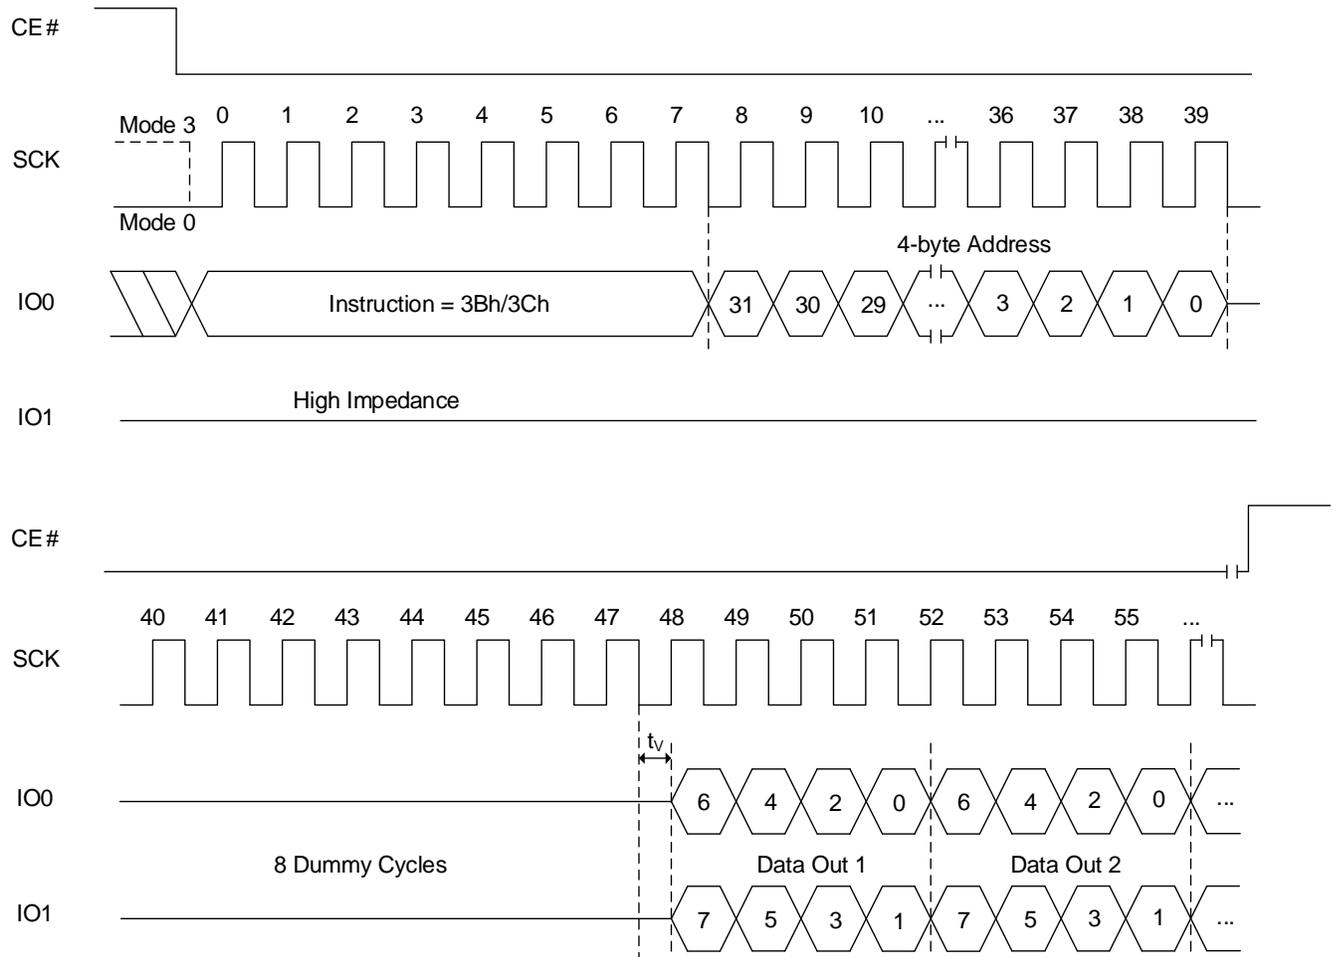 CE#
0 1 2 3 4 5 6 7 8 9 10 ... 36 37 38 39
Mode 3
SCK
Mode 0
4-byte Address
IO0 Instruction = 3Bh/3Ch 31 30 29 ... 3 2 1 0
High Impedance
IO1
CE#
40 41 42 43 44 45 46 47 48 49 50 51 52 53 54 55 ...
SCK
tV
IO0 6 4 2 0 6 4 2 0 ...
8 Dummy Cycles Data Out 1 Data Out 2
IO1 7 5 3 1 7 5 3 1 ...